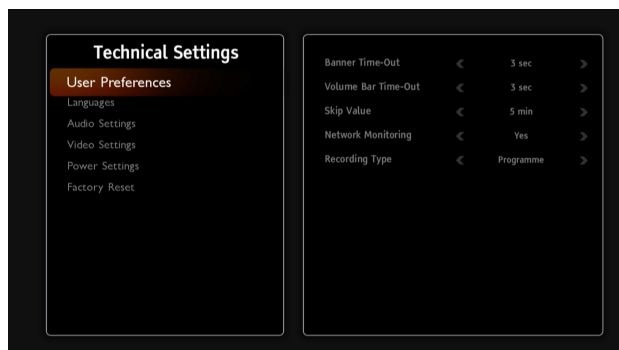 Technical Settings
User Preferences
Languages
Audio Settings
Video Settings
Power Settings
Factory Reset
Banner Time-Out 3 sec
Volume Bar Time-Out 3 sec
Skip Value 5 min
Network Monitoring Yes
Recording Type Programme